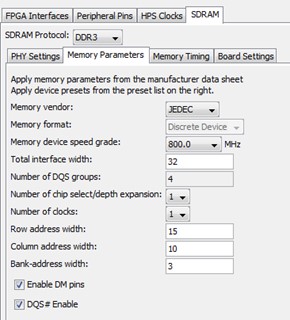 FPGA Interfaces Peripheral Pins HPS Clocks SDRAM
SDRAM Protocol: DDR3
PHY Settings Memory Parameters Memory Timing Board Settings
Apply memory parameters from the manufacturer data sheet
Apply device presets from the preset list on the right.
Memory vendor: JEDEC
Memory format: Discrete Device
Memory device speed grade: 800.0 MHz
Total interface width: 32
Number of DQS groups: 4
Number of chip select/depth expansion: 1
Number of clocks: 1
Row address width: 15
Column address width: 10
Bank-address width: 3
Enable DM pins
DQS# Enable